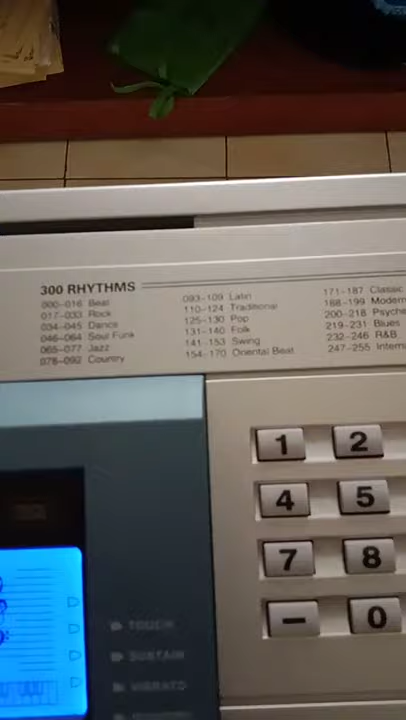 300 RHYTHMS
000-016 Beat
017-033 Rock
034-045 Dance
046-064 Soul Funk
065-077 Jazz
078-092 Country
093-109 Latin
110-124 Traditional
125-130 Pop
131-140 Folk
141-153 Swing
154-170 Oriental Beat
171-187 Classic
188-199 Modern
200-218 Psyche
219-231 Blues
232-246 R&B
247-255 Intern
1 2
4 5
7 8
- 0
TOUCH
SUSTAIN
VIBRATO